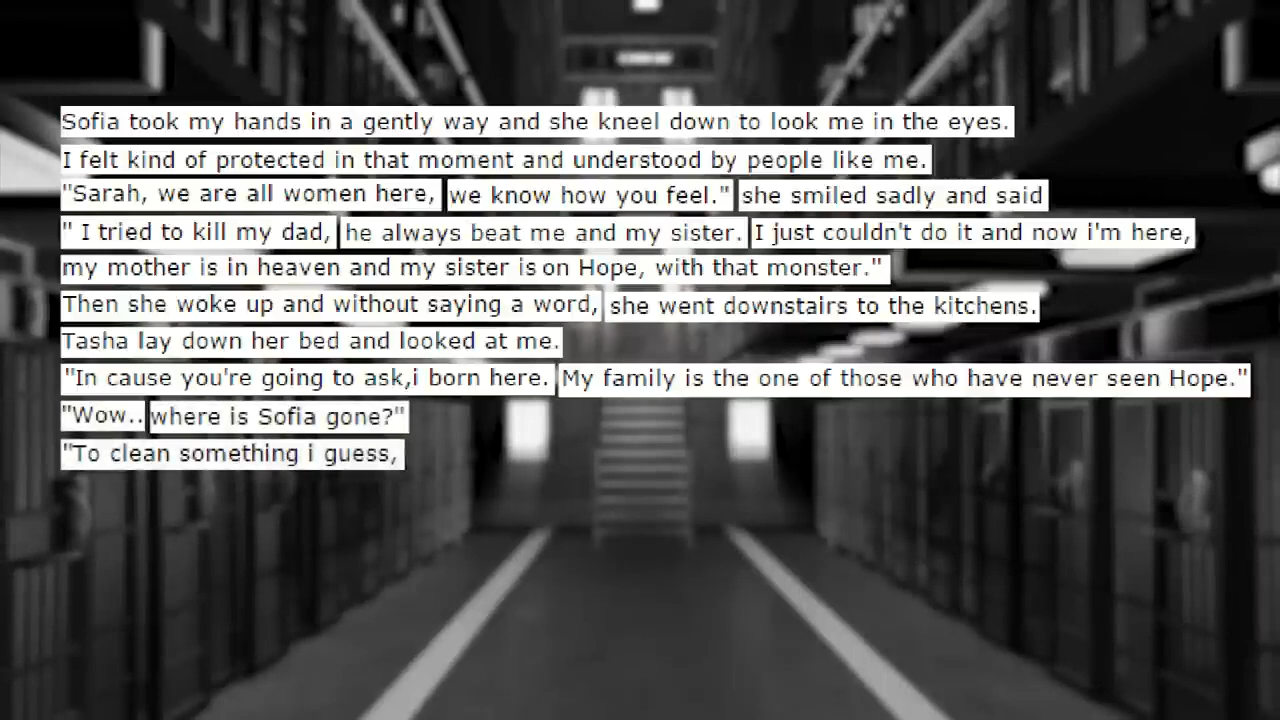 Sofia took my hands in a gently way and she kneel down to look me in the eyes.
I felt kind of protected in that moment and understood by people like me.
"Sarah, we are all women here, we know how you feel." she smiled sadly and said
" I tried to kill my dad, he always beat me and my sister. I just couldn't do it and now i'm here,
my mother is in heaven and my sister is on Hope, with that monster."
Then she woke up and without saying a word, she went downstairs to the kitchens.
Tasha lay down her bed and looked at me.
"In cause you're going to ask,i born here. My family is the one of those who have never seen Hope."
"Wow.. where is Sofia gone?"
"To clean something i guess,